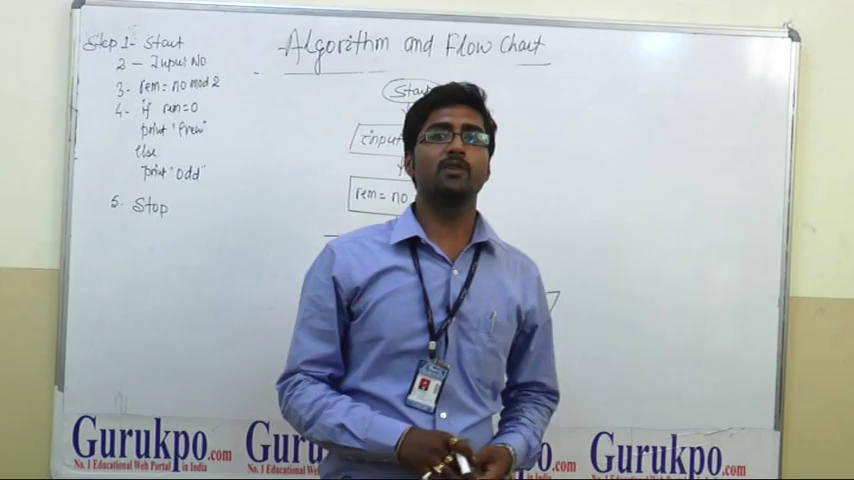 Algorithm and Flow Chart
Step 1- Start
2 - Input No
3. rem = no mod 2
4. if rem = 0
print "Even"
Else
print "Odd"
5. Stop
Start
input
rem = no
Gurukpo.com
No. 1 Educational Web Portal in India
Gurukpo.com
No. 1 Educational Web Portal in India